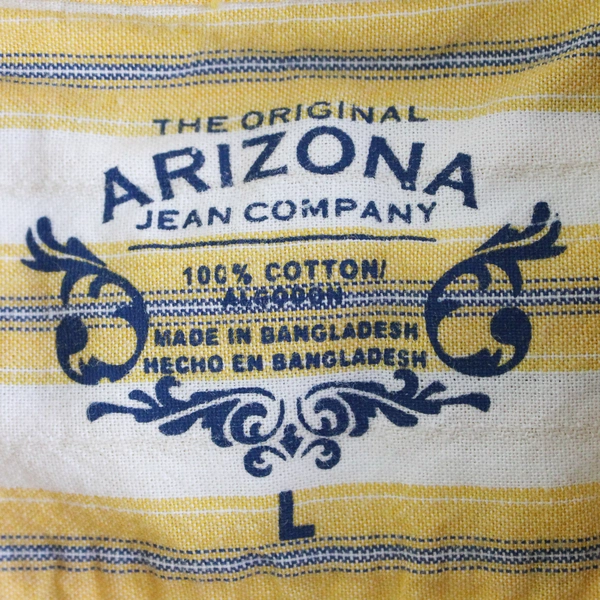 THE ORIGINAL
ARIZONA
JEAN COMPANY
100% COTTON/
ALGODON
MADE IN BANGLADESH
HECHO EN BANGLADESH
L